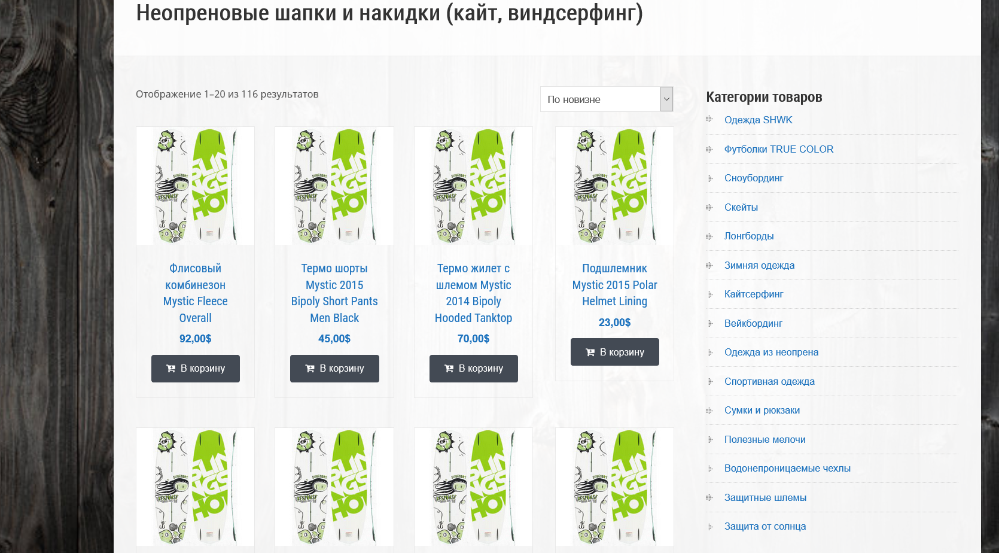 Неопреновые шапки и накидки (кайт, виндсерфинг)
Отображение 1–20 из 116 результатов
По новизне
Флисовый
комбинезон
Mystic Fleece
Overall
92,00$
В корзину
Термо шорты
Mystic 2015
Bipoly Short Pants
Men Black
45,00$
В корзину
Термо жилет с
шлемом Mystic
2014 Bipoly
Hooded Tanktop
70,00$
В корзину
Подшлемник
Mystic 2015 Polar
Helmet Lining
23,00$
В корзину
Категории товаров
Одежда SHWK
Футболки TRUE COLOR
Сноубординг
Скейты
Лонгборды
Зимняя одежда
Кайтсерфинг
Вейкбординг
Одежда из неопрена
Спортивная одежда
Сумки и рюкзаки
Полезные мелочи
Водонепроницаемые чехлы
Защитные шлемы
Защита от солнца